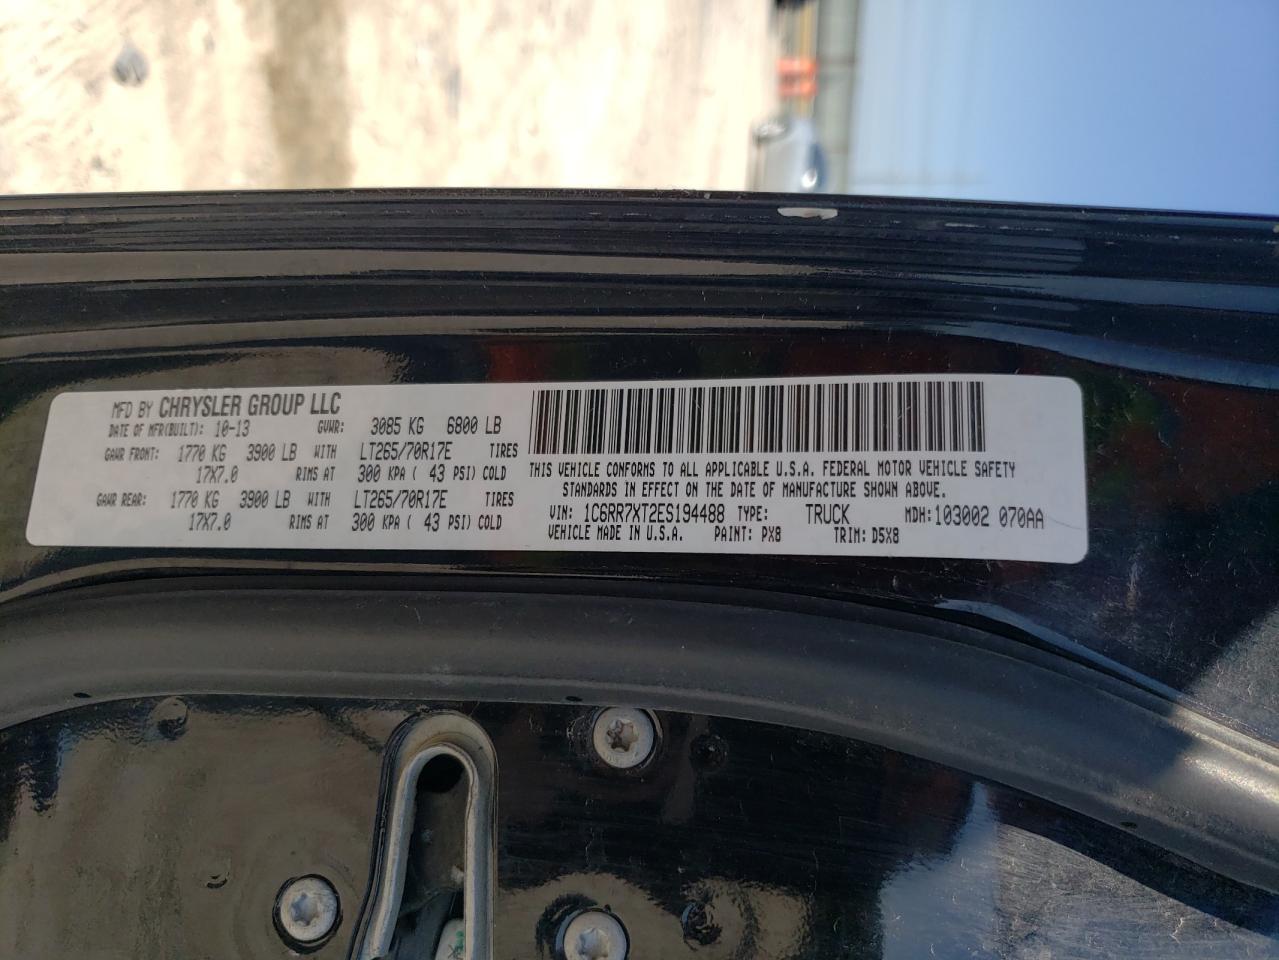 MFD BY CHRYSLER GROUP LLC
DATE OF MFR(BUILT): 10-13 GVWR: 3085 KG 6800 LB
GAWR FRONT: 1770 KG 3900 LB WITH LT265/70R17E TIRES
17X7.0 RIMS AT 300 KPA ( 43 PSI) COLD
GAWR REAR: 1770 KG 3900 LB WITH LT265/70R17E TIRES
17X7.0 RIMS AT 300 KPA ( 43 PSI) COLD
THIS VEHICLE CONFORMS TO ALL APPLICABLE U.S.A. FEDERAL MOTOR VEHICLE SAFETY
STANDARDS IN EFFECT ON THE DATE OF MANUFACTURE SHOWN ABOVE.
VIN: 1C6RR7XT2ES194488 TYPE: TRUCK MDH:103002 070AA
VEHICLE MADE IN U.S.A. PAINT: PX8 TRIM: D5X8